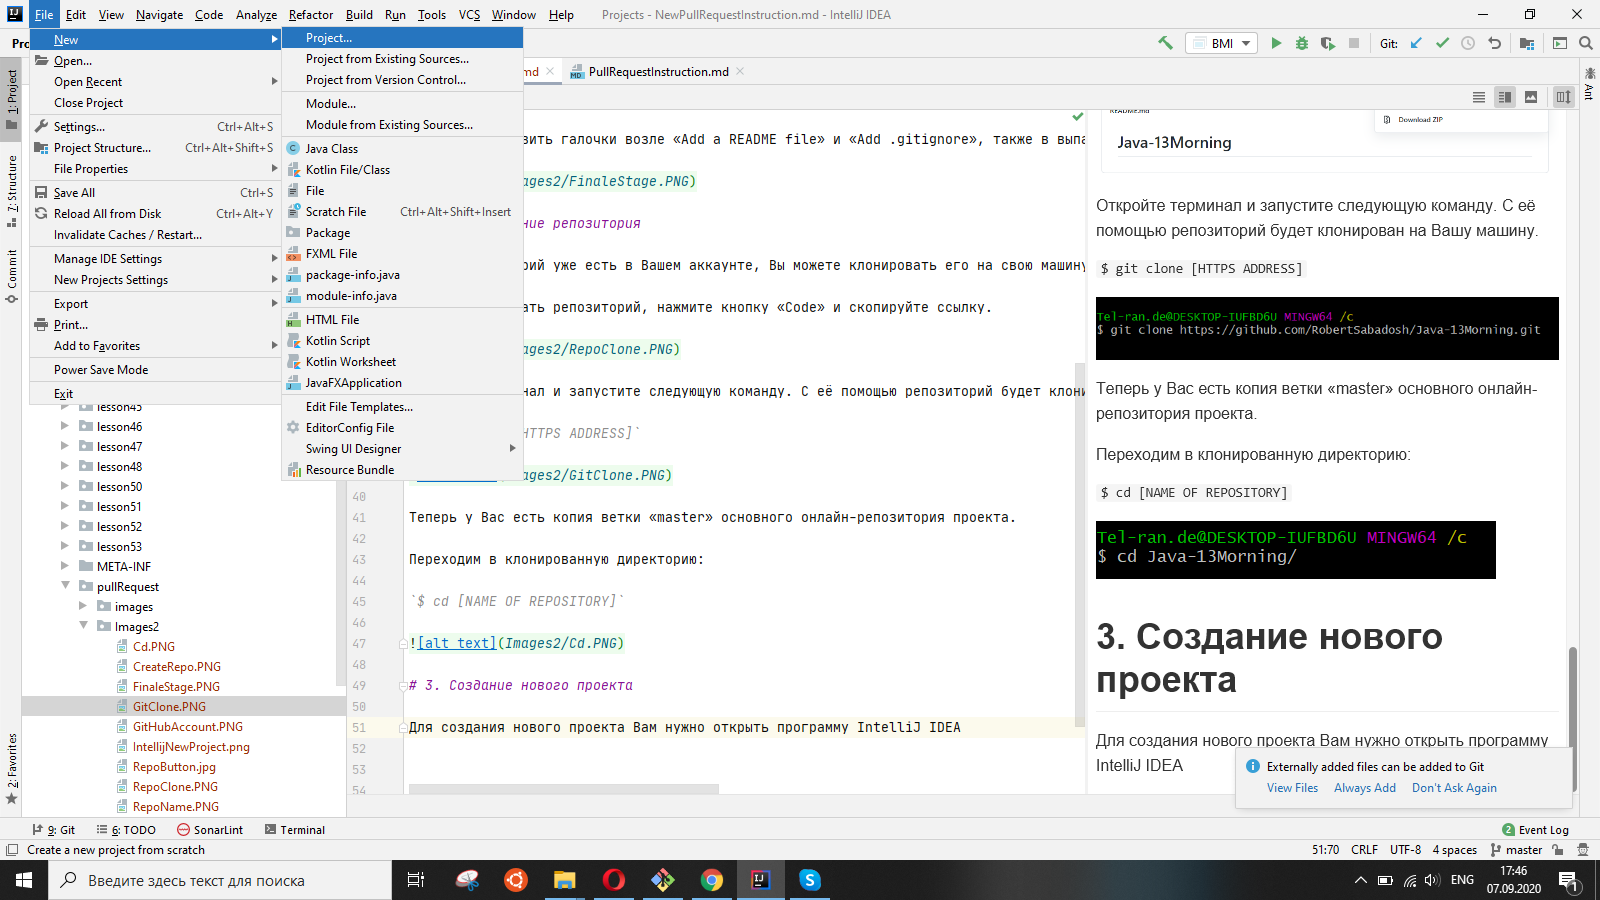 File Edit View Navigate Code Analyze Refactor Build Run Tools VCS Window Help Projects - NewPullRequestInstruction.md - IntelliJ IDEA
BMI Git:
New
Open...
Open Recent
Close Project
Settings... Ctrl+Alt+S
Project Structure... Ctrl+Alt+Shift+S
File Properties
Save All Ctrl+S
Reload All from Disk Ctrl+Alt+Y
Invalidate Caches / Restart...
Manage IDE Settings
New Projects Settings
Export
Print...
Add to Favorites
Power Save Mode
Exit
Project...
Project from Existing Sources...
Project from Version Control...
Module...
Module from Existing Sources...
Java Class
Kotlin File/Class
File
Scratch File Ctrl+Alt+Shift+Insert
Package
FXML File
package-info.java
module-info.java
HTML File
Kotlin Script
Kotlin Worksheet
JavaFXApplication
Edit File Templates...
EditorConfig File
Swing UI Designer
Resource Bundle
1: Project
7: Structure
Commit
2: Favorites
Ant
lesson45
lesson46
lesson47
lesson48
lesson50
lesson51
lesson52
lesson53
META-INF
pullRequest
images
Images2
Cd.PNG
CreateRepo.PNG
FinaleStage.PNG
GitClone.PNG
GitHubAccount.PNG
IntellijNewProject.png
RepoButton.jpg
RepoClone.PNG
RepoName.PNG
md PullRequestInstruction.md
вить галочки возле «Add a README file» и «Add .gitignore», также в выпа
ages2/FinaleStage.PNG)
ние репозитория
рий уже есть в Вашем аккаунте, Вы можете клонировать его на свою машину
ать репозиторий, нажмите кнопку «Code» и скопируйте ссылку.
ages2/RepoClone.PNG)
нал и запустите следующую команду. С её помощью репозиторий будет клони
HTTPS ADDRESS]`
ages2/GitClone.PNG)
40
41 Теперь у Вас есть копия ветки «master» основного онлайн-репозитория проекта.
42
43 Переходим в клонированную директорию:
44
45 `$ cd [NAME OF REPOSITORY]`
46
47 ![alt text](Images2/Cd.PNG)
48
49 # 3. Создание нового проекта
50
51 Для создания нового проекта Вам нужно открыть программу IntelliJ IDEA
52
53
54
README.md
Download ZIP
Java-13Morning
Откройте терминал и запустите следующую команду. С её
помощью репозиторий будет клонирован на Вашу машину.
$ git clone [HTTPS ADDRESS]
Tel-ran.de@DESKTOP-IUFBD6U MINGW64 /c
$ git clone https://github.com/RobertSabadosh/Java-13Morning.git
Теперь у Вас есть копия ветки «master» основного онлайн-
репозитория проекта.
Переходим в клонированную директорию:
$ cd [NAME OF REPOSITORY]
Tel-ran.de@DESKTOP-IUFBD6U MINGW64 /c
$ cd Java-13Morning/
3. Создание нового
проекта
Для создания нового проекта Вам нужно открыть программу
IntelliJ IDEA
Externally added files can be added to Git
View Files Always Add Don't Ask Again
9: Git 6: TODO SonarLint Terminal 2 Event Log
Create a new project from scratch 51:70 CRLF UTF-8 4 spaces master
Введите здесь текст для поиска ENG 17:46
07.09.2020 1